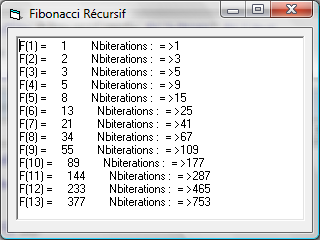 Fibonacci Récursif
F(1) = 1 Nbiterations : = >1
F(2) = 2 Nbiterations : = >3
F(3) = 3 Nbiterations : = >5
F(4) = 5 Nbiterations : = >9
F(5) = 8 Nbiterations : = >15
F(6) = 13 Nbiterations : = >25
F(7) = 21 Nbiterations : = >41
F(8) = 34 Nbiterations : = >67
F(9) = 55 Nbiterations : = >109
F(10) = 89 Nbiterations : = >177
F(11) = 144 Nbiterations : = >287
F(12) = 233 Nbiterations : = >465
F(13) = 377 Nbiterations : = >753